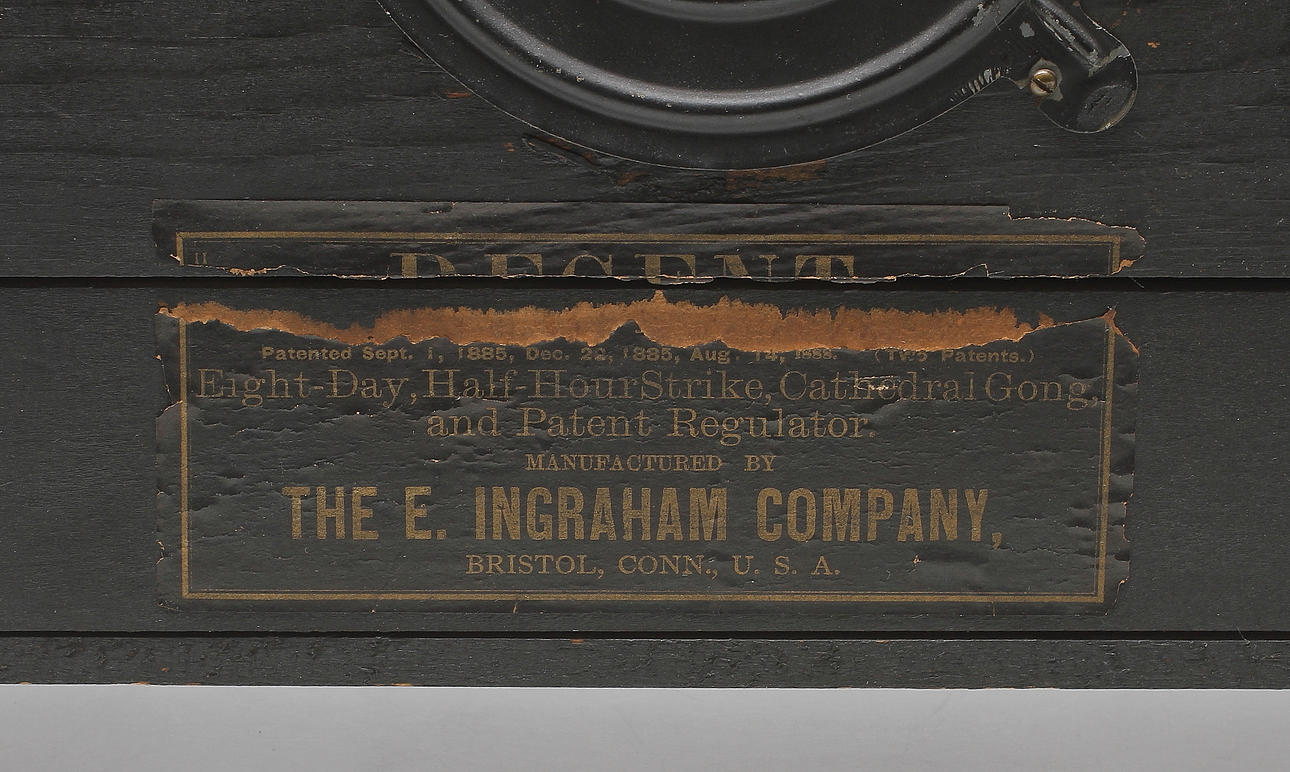 REGENT
Patented Sept. 1, 1885, Dec. 22, 1885, Aug. 14, 1888. (Two Patents.)
Eight-Day, Half-Hour Strike, Cathedral Gong,
and Patent Regulator.
MANUFACTURED BY
THE E. INGRAHAM COMPANY,
BRISTOL, CONN., U. S. A.